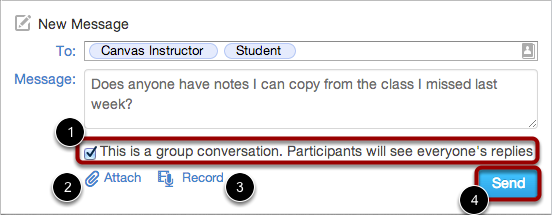 New Message
To: Canvas Instructor Student
Message: Does anyone have notes I can copy from the class I missed last
week?
1
This is a group conversation. Participants will see everyone's replies
2 Attach Record 3
4 Send